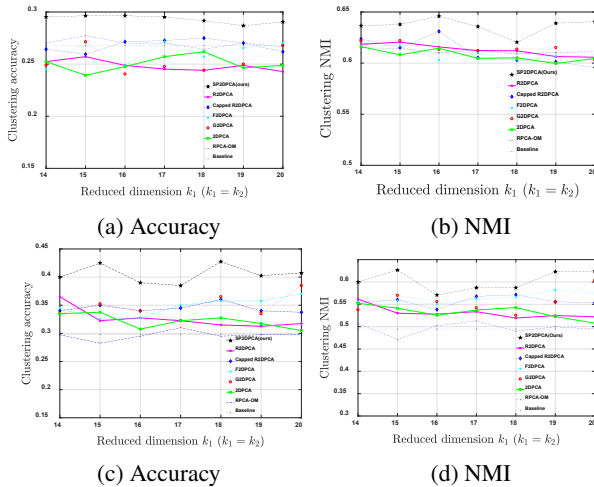 0.3
0.25
0.15
Clustering accuracy
SP2DPCA(ours)
R2DPCA
Capped R2DPCA
F2DPCA
G2DPCA
2DPCA
RPCA-OM
Baseline
14 15 16 17 18 19 20
Reduced dimension k₁ (k₁ = k₂)
(a) Accuracy
0.65
0.6
0.5
Clustering NMI
SP2DPCA(Ours)
R2DPCA
Capped R2DPCA
F2DPCA
G2DPCA
2DPCA
RPCA-OM
Baseline
14 15 16 17 18 19 20
Reduced dimension k₁ (k₁ = k₂)
(b) NMI
0.45
0.4
0.35
0.3
0.25
0.15
Clustering accuracy
SP2DPCA(Ours)
R2DPCA
Capped R2DPCA
F2DPCA
G2DPCA
2DPCA
RPCA-OM
Baseline
14 15 16 17 18 19 20
Reduced dimension k₁ (k₁ = k₂)
(c) Accuracy
0.6
0.55
0.5
0.45
0.4
0.35
0.3
Clustering NMI
SP2DPCA(Ours)
R2DPCA
Capped R2DPCA
F2DPCA
G2DPCA
2DPCA
RPCA-OM
Baseline
14 15 16 17 18 19 20
Reduced dimension k₁ (k₁ = k₂)
(d) NMI